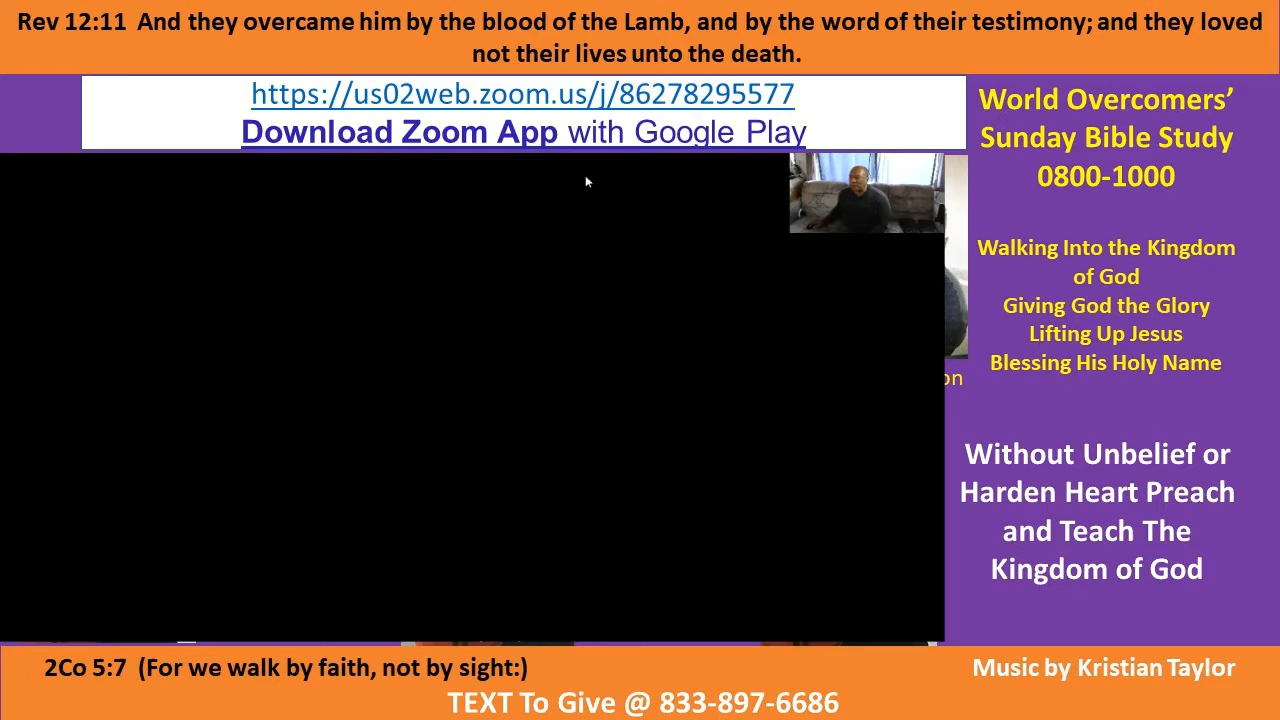 Rev 12:11 And they overcame him by the blood of the Lamb, and by the word of their testimony; and they loved
not their lives unto the death.
https://us02web.zoom.us/j/86278295577
Download Zoom App with Google Play
World Overcomers’
Sunday Bible Study
0800-1000
Walking Into the Kingdom
of God
Giving God the Glory
Lifting Up Jesus
Blessing His Holy Name
Without Unbelief or
Harden Heart Preach
and Teach The
Kingdom of God
2Co 5:7 (For we walk by faith, not by sight:)
Music by Kristian Taylor
TEXT To Give @ 833-897-6686